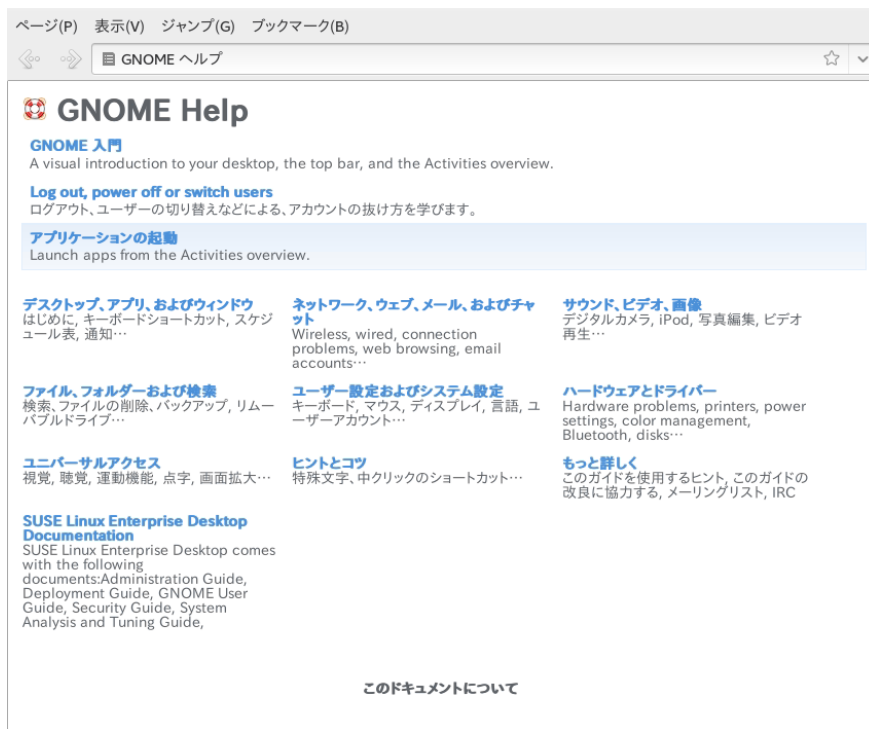 ページ(P) 表示(V) ジャンプ(G) ブックマーク(B)
GNOME ヘルプ
GNOME Help
GNOME 入門
A visual introduction to your desktop, the top bar, and the Activities overview.
Log out, power off or switch users
ログアウト、ユーザーの切り替えなどによる、アカウントの抜け方を学びます。
アプリケーションの起動
Launch apps from the Activities overview.
デスクトップ、アプリ、およびウィンドウ
はじめに, キーボードショートカット, スケジ
ュール表, 通知…
ネットワーク、ウェブ、メール、およびチャ
ット
Wireless, wired, connection
problems, web browsing, email
accounts…
サウンド、ビデオ、画像
デジタルカメラ, iPod, 写真編集, ビデオ
再生…
ファイル、フォルダーおよび検索
検索、ファイルの削除、バックアップ, リムー
バブルドライブ…
ユーザー設定およびシステム設定
キーボード, マウス, ディスプレイ, 言語, ユ
ーザーアカウント…
ハードウェアとドライバー
Hardware problems, printers, power
settings, color management,
Bluetooth, disks…
ユニバーサルアクセス
視覚, 聴覚, 運動機能, 点字, 画面拡大…
ヒントとコツ
特殊文字、中クリックのショートカット…
もっと詳しく
このガイドを使用するヒント, このガイドの
改良に協力する, メーリングリスト, IRC
SUSE Linux Enterprise Desktop
Documentation
SUSE Linux Enterprise Desktop comes
with the following
documents:Administration Guide,
Deployment Guide, GNOME User
Guide, Security Guide, System
Analysis and Tuning Guide,
このドキュメントについて